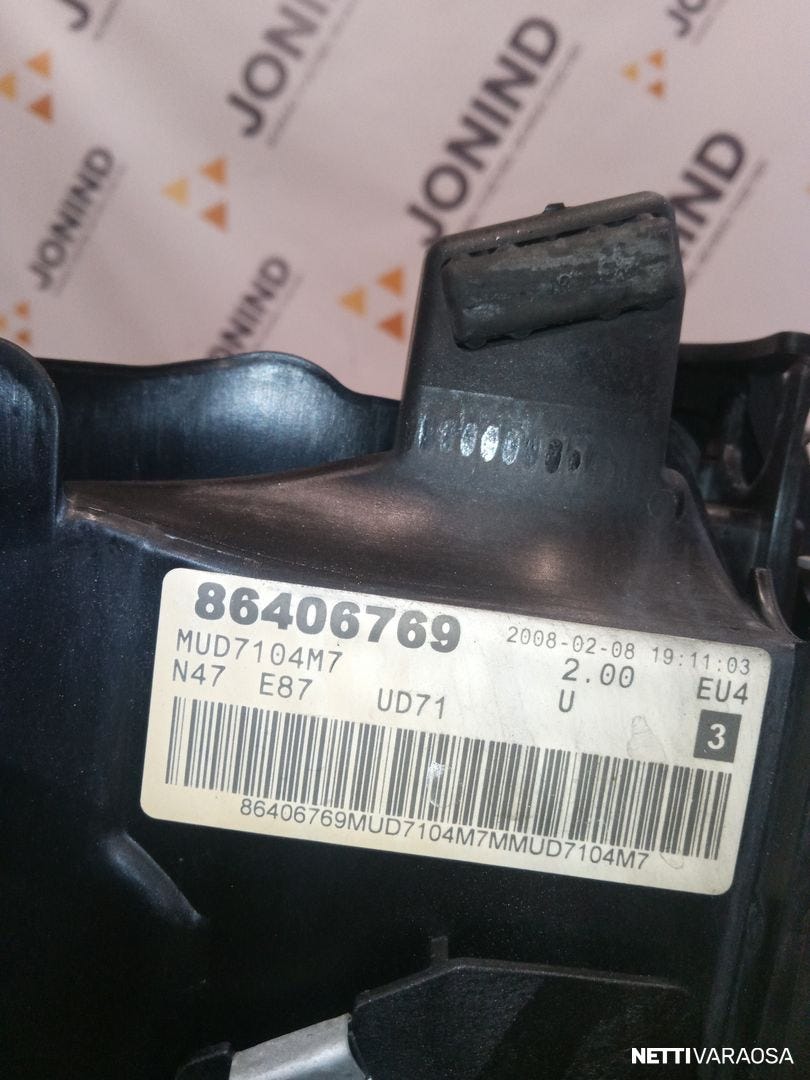 JONIND
JONIND
JONIND
JONIND
JONIND
86406769
2008-02-08 19:11:03
MUD7104M7
2.00
EU4
N47 E87 UD71 U
3
86406769MUD7104M7MMUD7104M7
NETTIVARAOSA